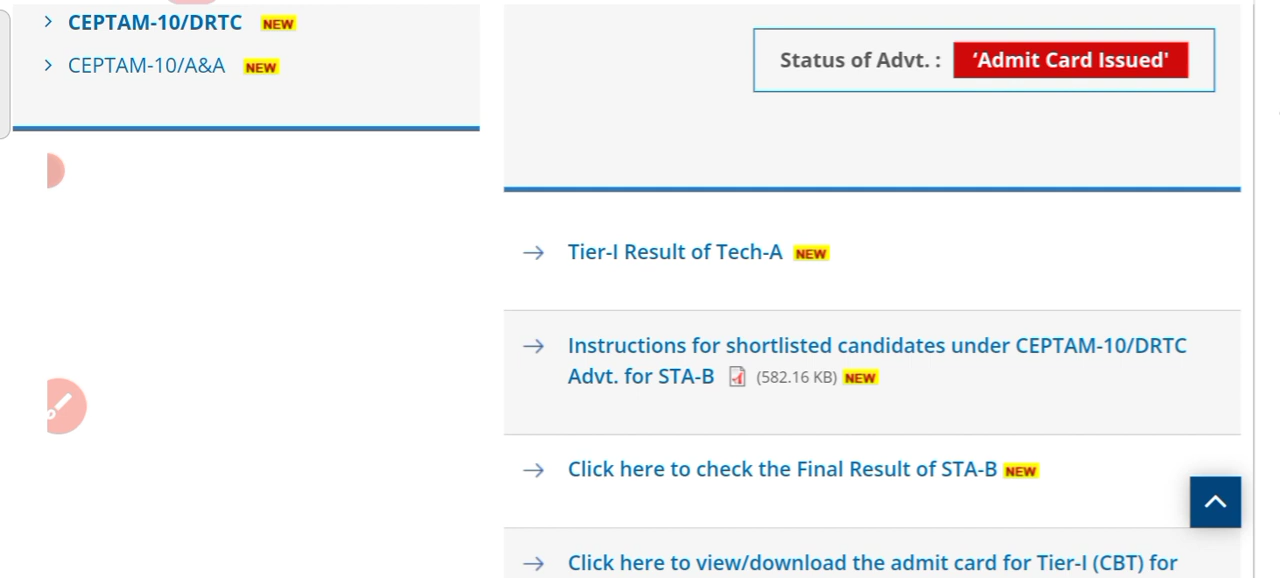 CEPTAM-10/DRTC NEW
CEPTAM-10/A&A NEW
Status of Advt. : ‘Admit Card Issued'
Tier-I Result of Tech-A NEW
Instructions for shortlisted candidates under CEPTAM-10/DRTC
Advt. for STA-B (582.16 KB) NEW
Click here to check the Final Result of STA-B NEW
Click here to view/download the admit card for Tier-I (CBT) for